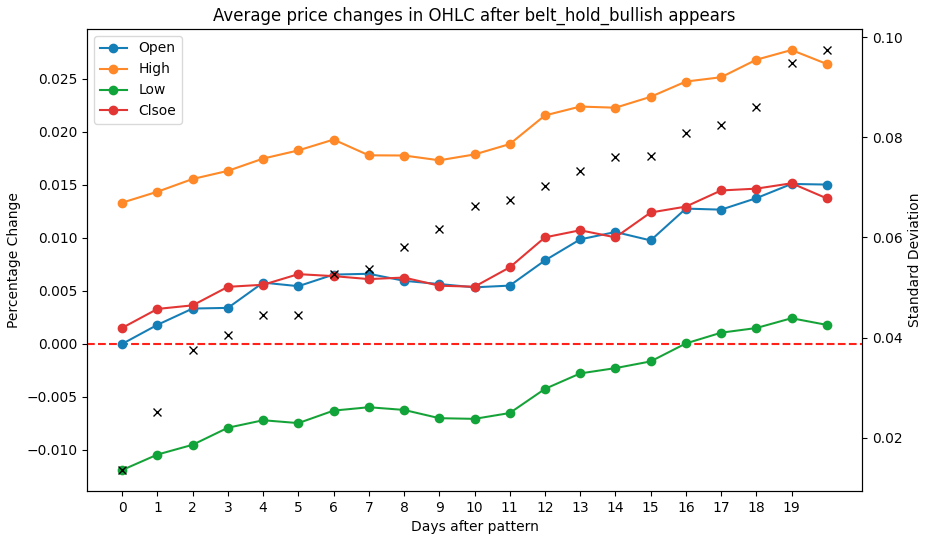 Average price changes in OHLC after belt_hold_bullish appears
Open
High
Low
Clsoe
0.025
0.020
0.015
0.010
0.005
0.000
−0.005
−0.010
Percentage Change
0.10
0.08
0.06
0.04
0.02
Standard Deviation
0 1 2 3 4 5 6 7 8 9 10 11 12 13 14 15 16 17 18 19
Days after pattern